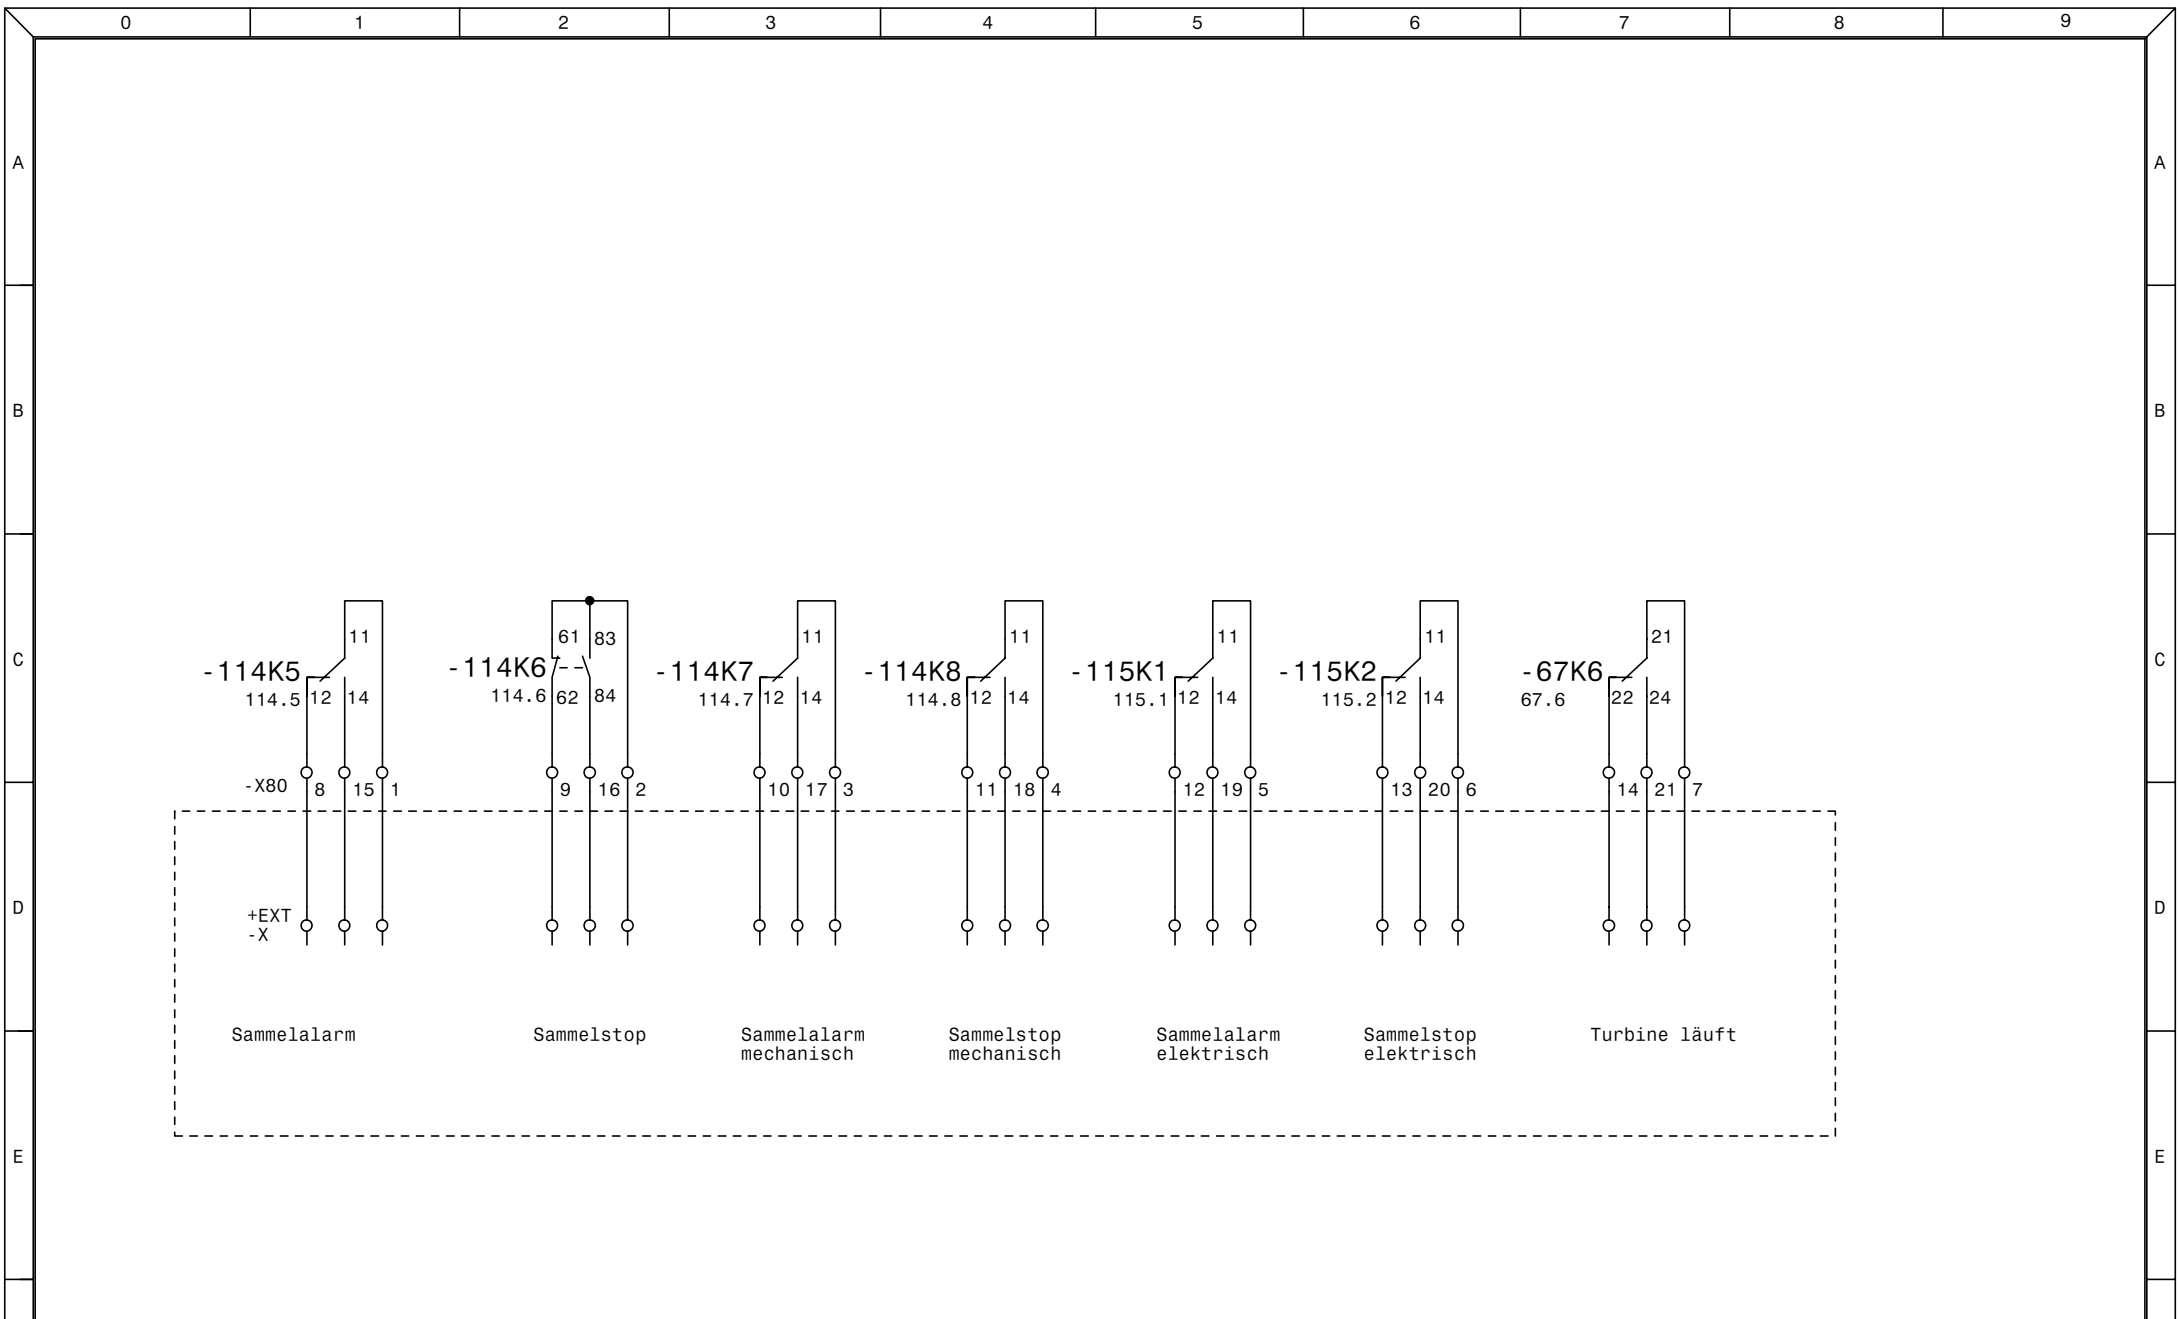 0 1 2 3 4 5 6 7 8 9
A A
B B
11 61 83 11 11 11 11 21
C -114K5 -114K6 -114K7 -114K8 -115K1 -115K2 -67K6 C
114.5 12 14 114.6 62 84 114.7 12 14 114.8 12 14 115.1 12 14 115.2 12 14 67.6 22 24
-X80 8 15 1 9 16 2 10 17 3 11 18 4 12 19 5 13 20 6 14 21 7
D +EXT D
-X
Sammelalarm Sammelstop Sammelalarm Sammelstop Sammelalarm Sammelstop Turbine läuft
mechanisch mechanisch elektrisch elektrisch
E E